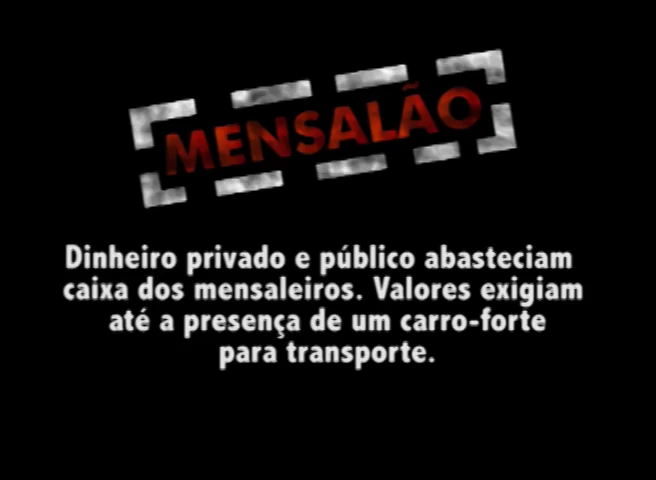 MENSALÃO
Dinheiro privado e público abasteciam
caixa dos mensaleiros. Valores exigiam
até a presença de um carro-forte
para transporte.